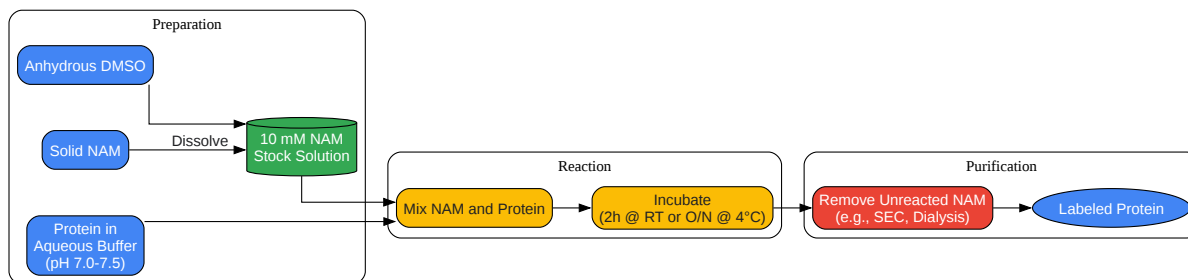 Preparation
Anhydrous DMSO
Solid NAM
Dissolve
10 mM NAM
Stock Solution
Protein in
Aqueous Buffer
(pH 7.0-7.5)
Reaction
Mix NAM and Protein
Incubate
(2h @ RT or O/N @ 4°C)
Purification
Remove Unreacted NAM
(e.g., SEC, Dialysis)
Labeled Protein